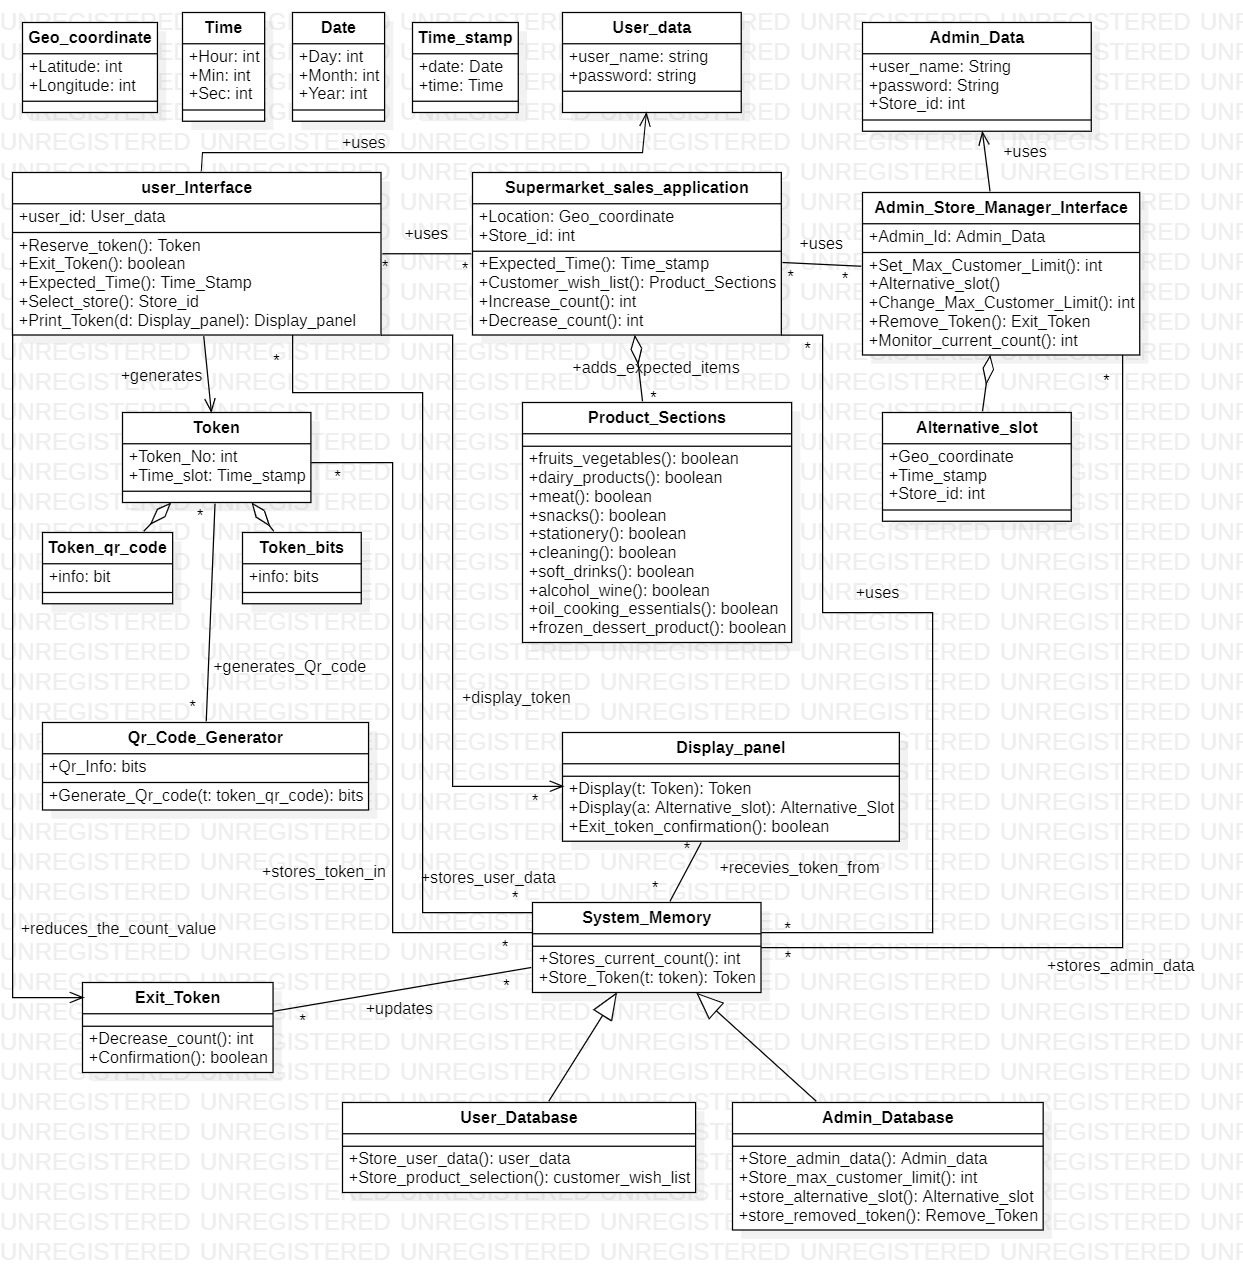 Geo_coordinate
+Latitude: int
+Longitude: int
Time
+Hour: int
+Min: int
+Sec: int
Date
+Day: int
+Month: int
+Year: int
Time_stamp
+date: Date
+time: Time
User_data
+user_name: string
+password: string
Admin_Data
+user_name: String
+password: String
+Store_id: int
+uses
+uses
user_Interface
+user_id: User_data
+Reserve_token(): Token
+Exit_Token(): boolean
+Expected_Time(): Time_Stamp
+Select_store(): Store_id
+Print_Token(d: Display_panel): Display_panel
+uses
*
*
Supermarket_sales_application
+Location: Geo_coordinate
+Store_id: int
+Expected_Time(): Time_stamp
+Customer_wish_list(): Product_Sections
+Increase_count(): int
+Decrease_count(): int
+uses
*
*
Admin_Store_Manager_Interface
+Admin_Id: Admin_Data
+Set_Max_Customer_Limit(): int
+Alternative_slot()
+Change_Max_Customer_Limit(): int
+Remove_Token(): Exit_Token
+Monitor_current_count(): int
*
*
*
+generates
+adds_expected_items
*
Token
+Token_No: int
+Time_slot: Time_stamp
*
*
Product_Sections
+fruits_vegetables(): boolean
+dairy_products(): boolean
+meat(): boolean
+snacks(): boolean
+stationery(): boolean
+cleaning(): boolean
+soft_drinks(): boolean
+alcohol_wine(): boolean
+oil_cooking_essentials(): boolean
+frozen_dessert_product(): boolean
Alternative_slot
+Geo_coordinate
+Time_stamp
+Store_id: int
Token_qr_code
+info: bit
Token_bits
+info: bits
+uses
+generates_Qr_code
*
+display_token
Qr_Code_Generator
+Qr_Info: bits
+Generate_Qr_code(t: token_qr_code): bits
Display_panel
+Display(t: Token): Token
+Display(a: Alternative_slot): Alternative_Slot
+Exit_token_confirmation(): boolean
*
*
+recevies_token_from
*
+stores_token_in
+stores_user_data
*
+reduces_the_count_value
System_Memory
+Stores_current_count(): int
+Store_Token(t: token): Token
*
*
*
*
+stores_admin_data
Exit_Token
+Decrease_count(): int
+Confirmation(): boolean
+updates
*
User_Database
+Store_user_data(): user_data
+Store_product_selection(): customer_wish_list
Admin_Database
+Store_admin_data(): Admin_data
+Store_max_customer_limit(): int
+store_alternative_slot(): Alternative_slot
+store_removed_token(): Remove_Token
UNREGISTERED UNREGISTERED UNREGISTERED UNREGISTERED UNREGISTERED UNREGISTERED UNR